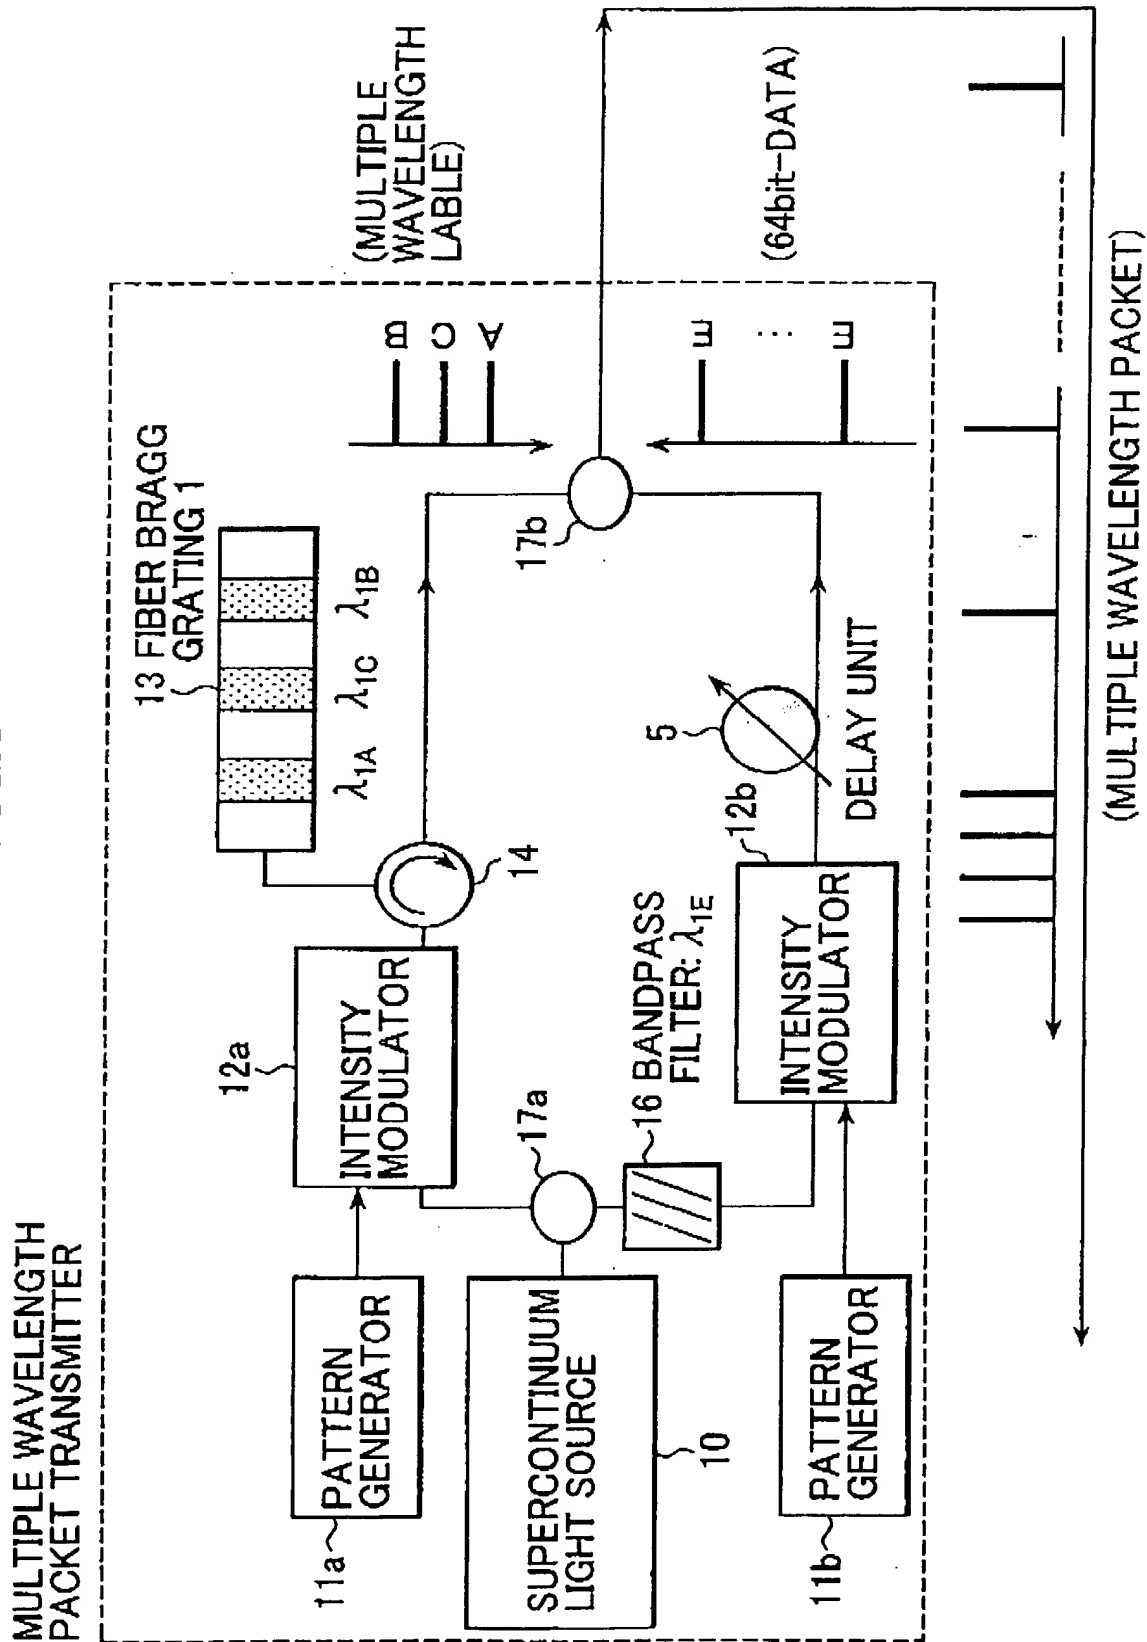 MULTIPLE WAVELENGTH
PACKET TRANSMITTER
11a
PATTERN
GENERATOR
12a
INTENSITY
MODULATOR
14
13 FIBER BRAGG
GRATING 1
λ1A
λ1C
λ1B
B
C
A
(MULTIPLE
WAVELENGTH
LABLE)
SUPERCONTINUUM
LIGHT SOURCE
10
17a
16 BANDPASS
FILTER: λ1E
17b
E
...
E
(64bit-DATA)
11b
PATTERN
GENERATOR
INTENSITY
MODULATOR
12b
5
DELAY UNIT
(MULTIPLE WAVELENGTH PACKET)